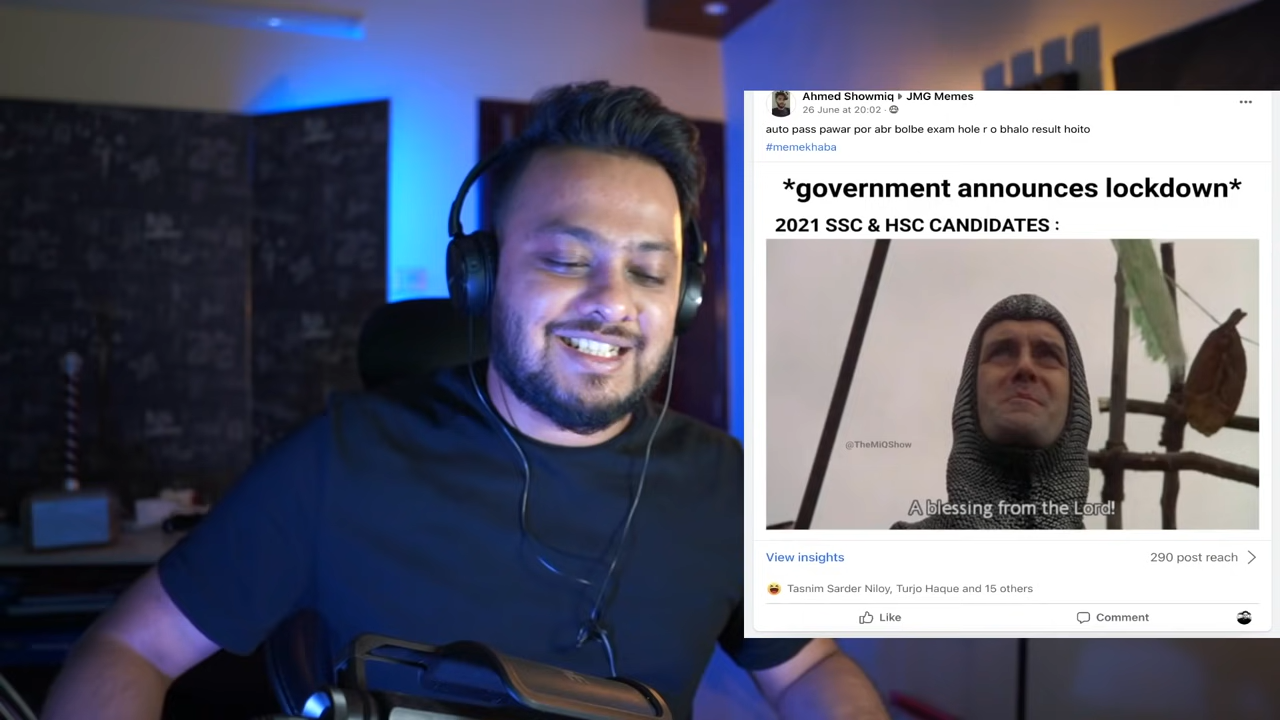 Ahmed Showmiq ▸ JMG Memes
26 June at 20:02 ·
auto pass pawar por abr bolbe exam hole r o bhalo result hoito
#memekhaba
*government announces lockdown*
2021 SSC & HSC CANDIDATES :
@TheMiQShow
A blessing from the Lord!
View insights
290 post reach
Tasnim Sarder Niloy, Turjo Haque and 15 others
Like
Comment